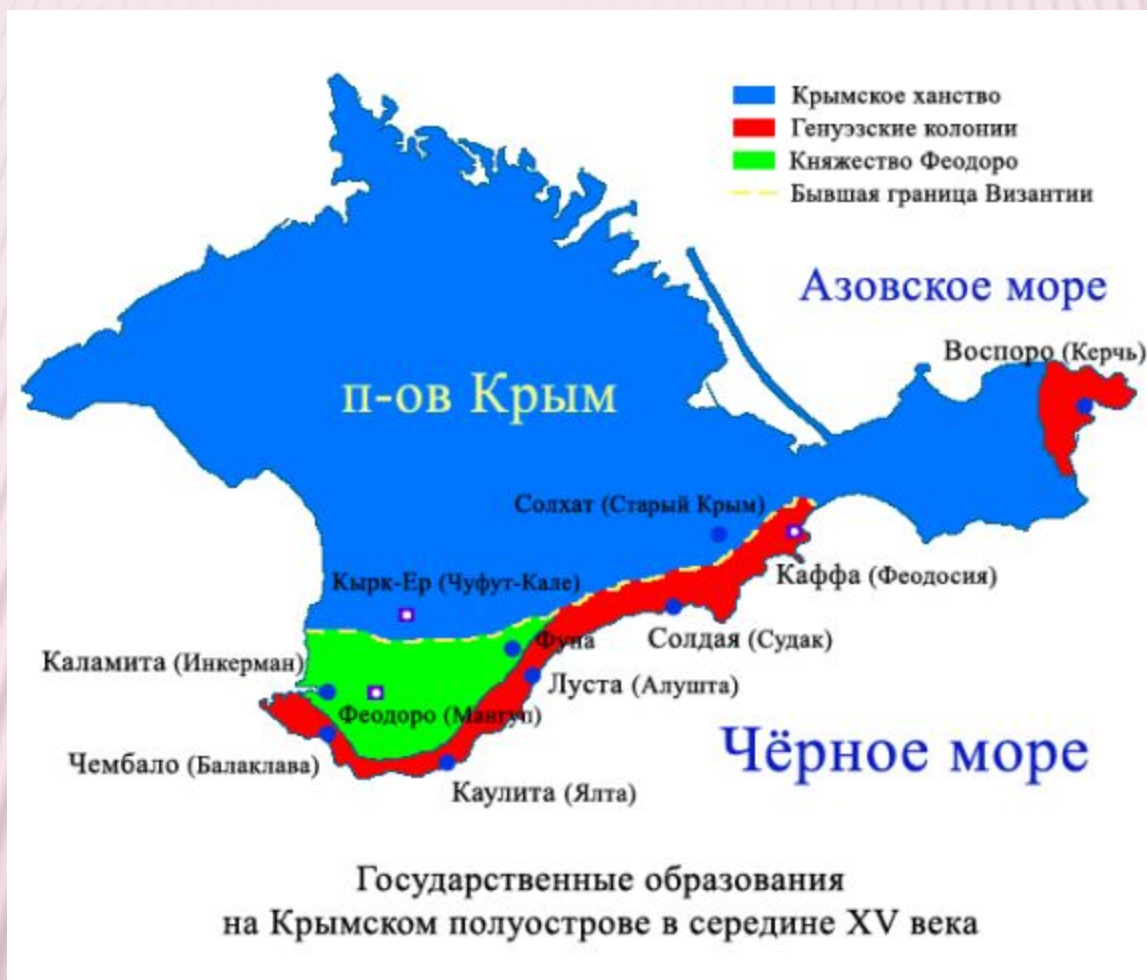 Крымское ханство
Генуэзские колонии
Княжество Феодоро
Бывшая граница Византии
Азовское море
Воспоро (Керчь)
п-ов Крым
Солхат (Старый Крым)
Каффа (Феодосия)
Кырк-Ер (Чуфут-Кале)
Фуна
Солдая (Судак)
Каламита (Инкерман)
Луста (Алушта)
Феодоро (Мангуп)
Чёрное море
Чембало (Балаклава)
Каулита (Ялта)
Государственные образования
на Крымском полуострове в середине XV века